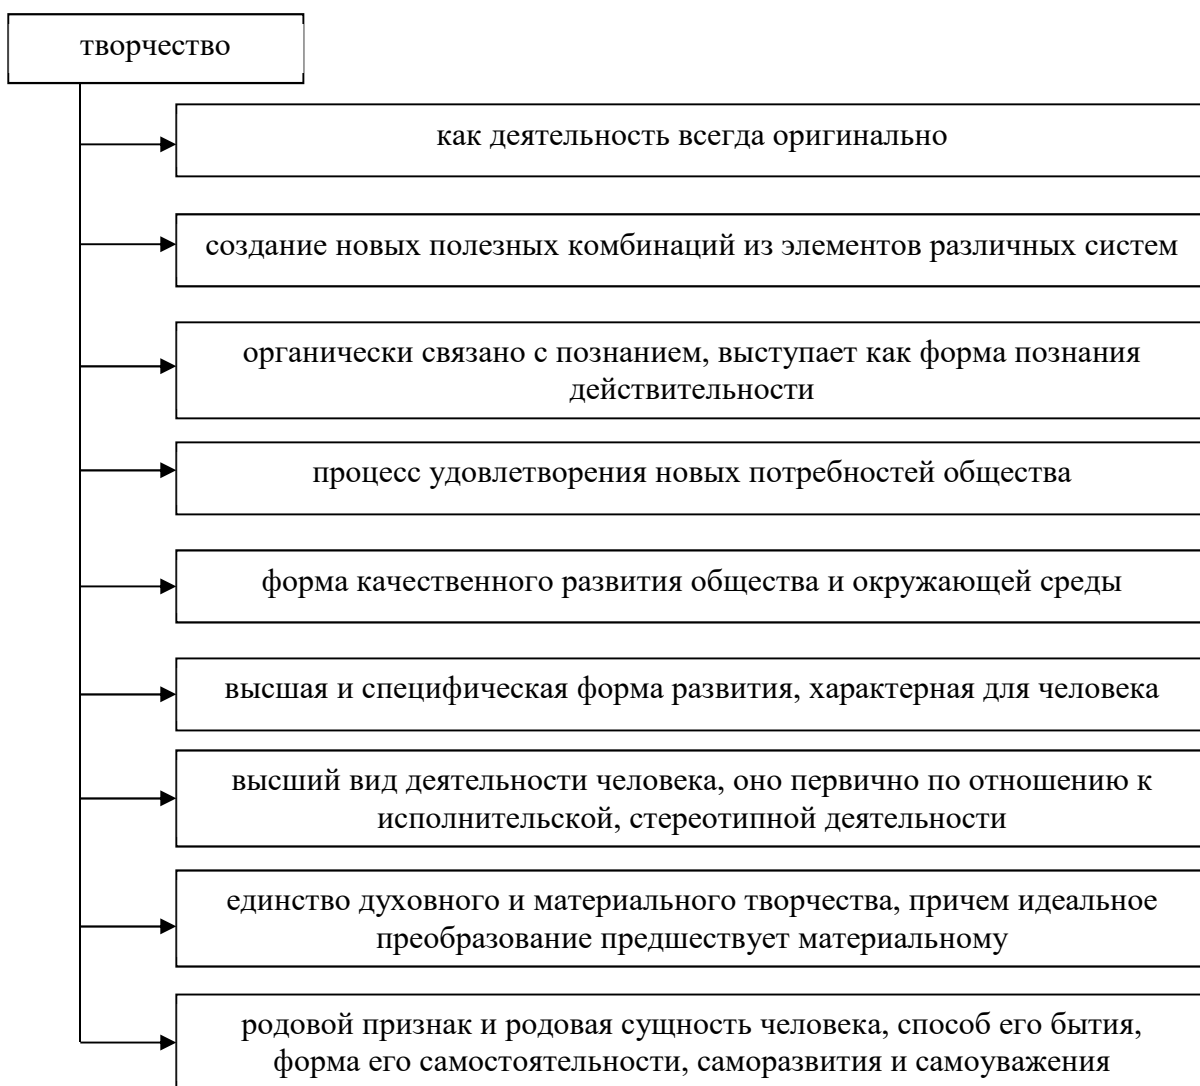 творчество
как деятельность всегда оригинально
создание новых полезных комбинаций из элементов различных систем
органически связано с познанием, выступает как форма познания
действительности
процесс удовлетворения новых потребностей общества
форма качественного развития общества и окружающей среды
высшая и специфическая форма развития, характерная для человека
высший вид деятельности человека, оно первично по отношению к
исполнительской, стереотипной деятельности
единство духовного и материального творчества, причем идеальное
преобразование предшествует материальному
родовой признак и родовая сущность человека, способ его бытия,
форма его самостоятельности, саморазвития и самоуважения